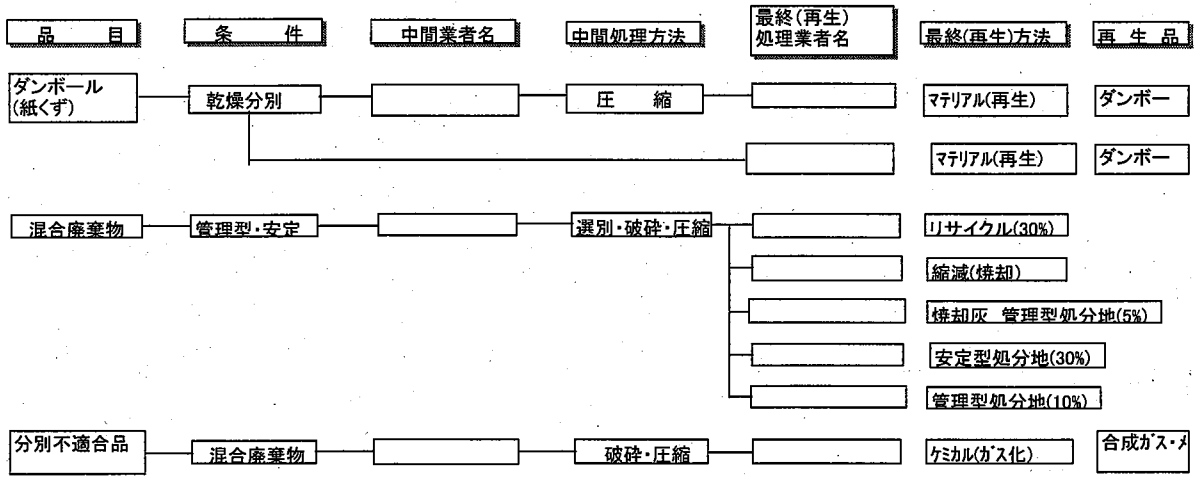 品　目
条　件
中間業者名
中間処理方法
最終(再生)
処理業者名
最終(再生)方法
再 生 品
ダンボール
(紙くず)
乾燥分別
圧　縮
マテリアル(再生)
ダンボー
マテリアル(再生)
ダンボー
混合廃棄物
管理型・安定
選別・破砕・圧縮
リサイクル(30%)
縮減(焼却)
焼却灰 管理型処分地(5%)
安定型処分地(30%)
管理型処分地(10%)
分別不適合品
混合廃棄物
破砕・圧縮
ケミカル(ガス化)
合成ガス・メ